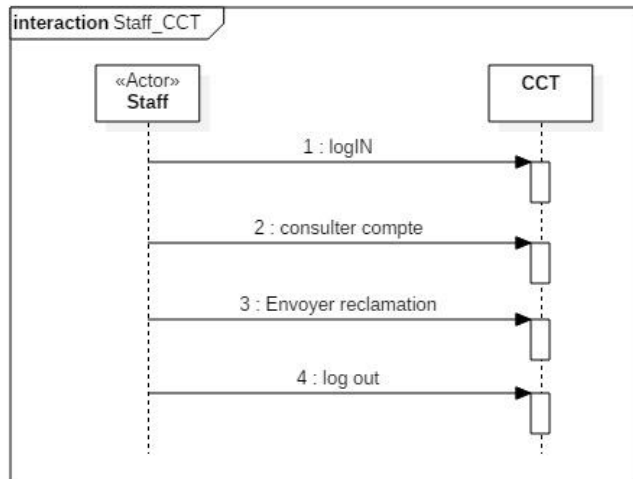 interaction Staff_CCT
«Actor»
Staff
CCT
1 : logIN
2 : consulter compte
3 : Envoyer reclamation
4 : log out